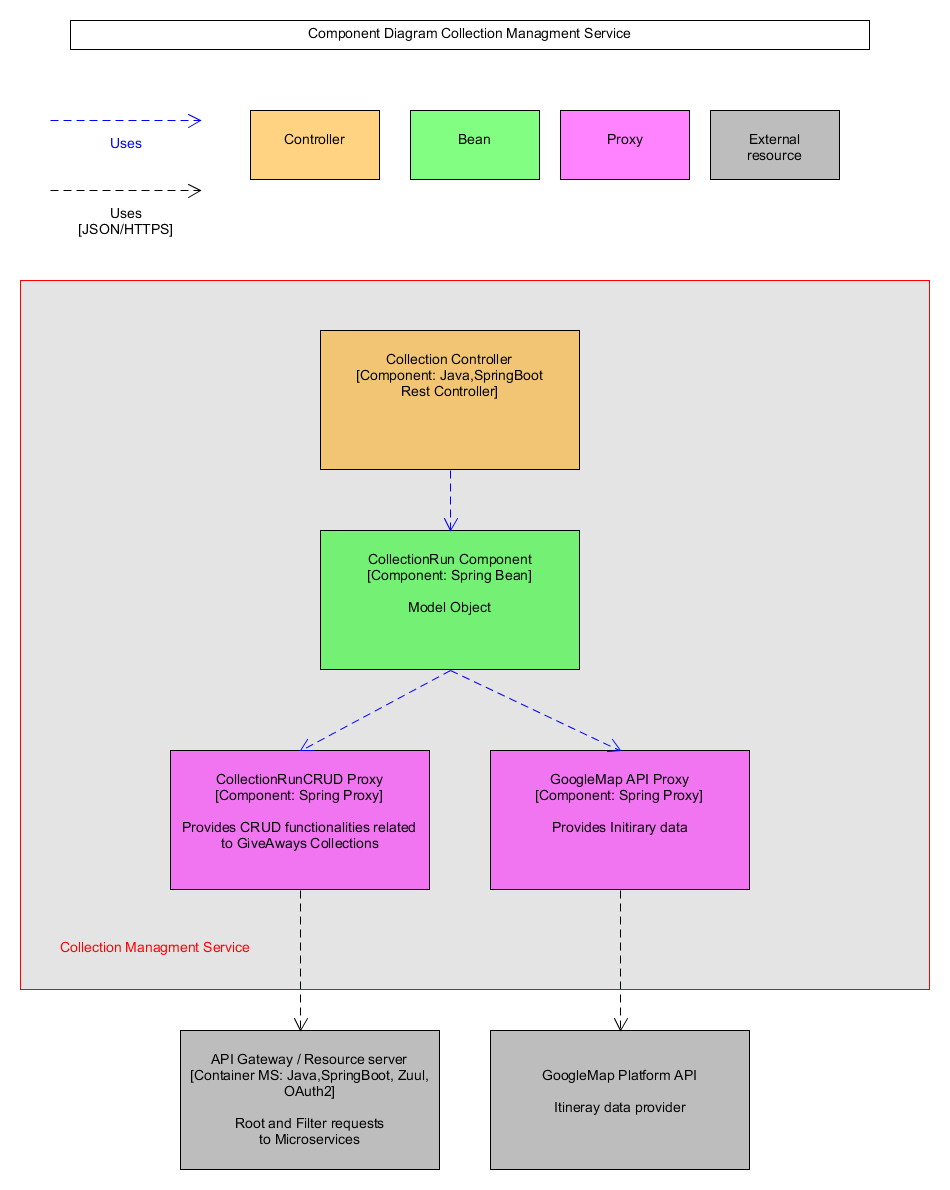 Component Diagram Collection Managment Service
Uses
Controller
Bean
Proxy
External
resource
Uses
[JSON/HTTPS]
Collection Controller
[Component: Java,SpringBoot
Rest Controller]
CollectionRun Component
[Component: Spring Bean]
Model Object
CollectionRunCRUD Proxy
[Component: Spring Proxy]
Provides CRUD functionalities related
to GiveAways Collections
GoogleMap API Proxy
[Component: Spring Proxy]
Provides Initirary data
Collection Managment Service
API Gateway / Resource server
[Container MS: Java,SpringBoot, Zuul,
OAuth2]
Root and Filter requests
to Microservices
GoogleMap Platform API
Itineray data provider